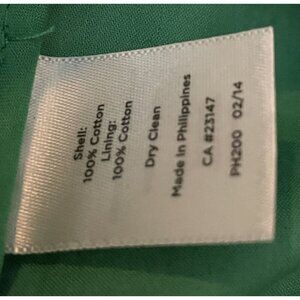 Shell:
100% Cotton
Lining:
100% Cotton
Dry Clean
Made in Philippines
CA #23147
PH200 02/14